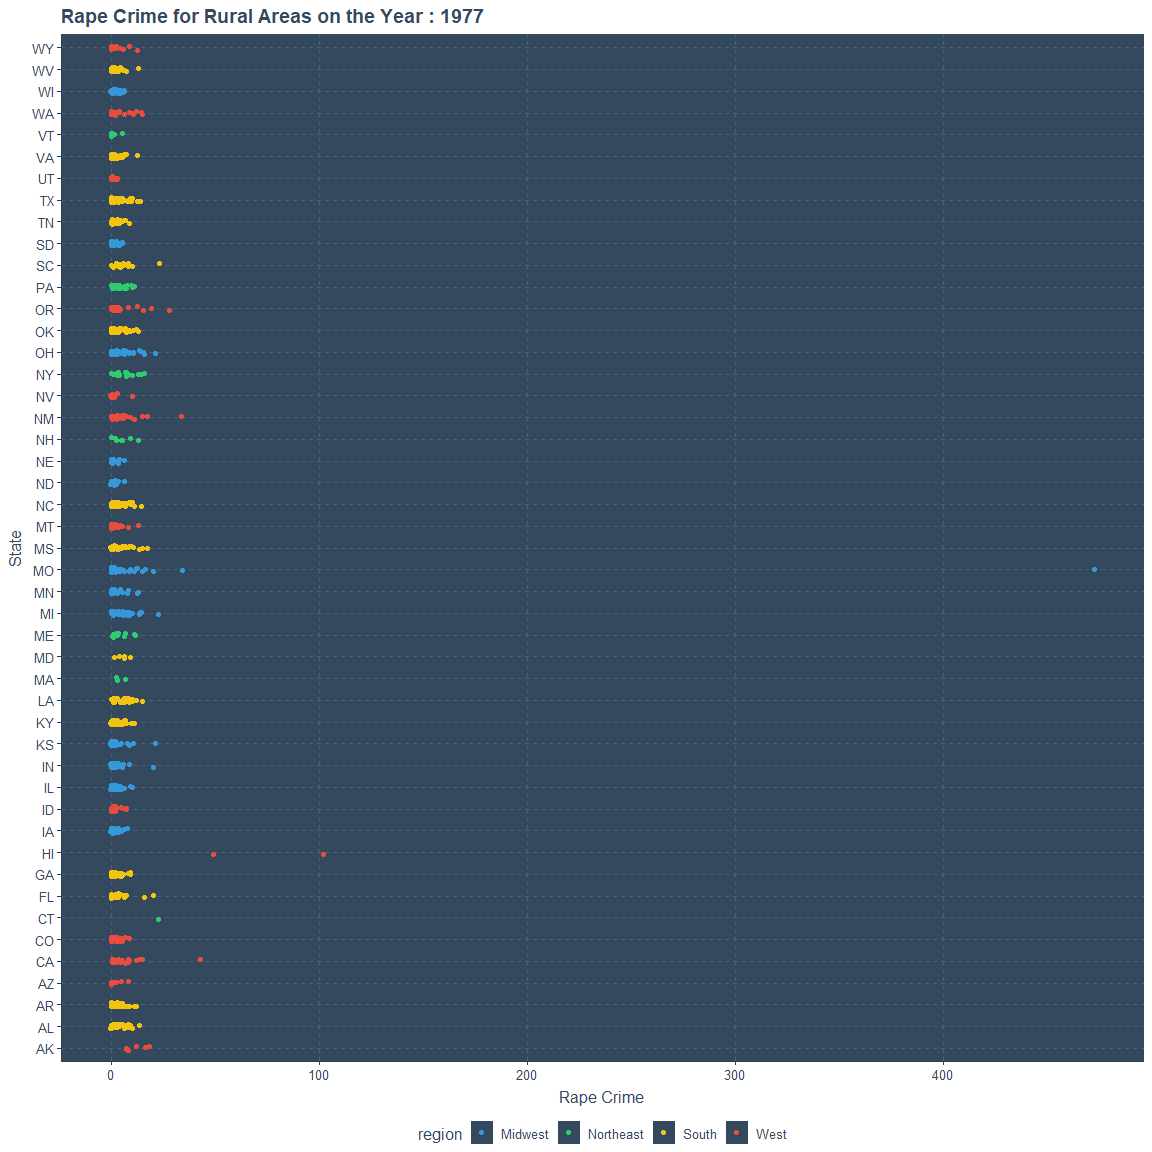 Rape Crime for Rural Areas on the Year : 1977
WY
WV
WI
WA
VT
VA
UT
TX
TN
SD
SC
PA
OR
OK
OH
NY
NV
NM
NH
NE
ND
NC
MT
MS
MO
MN
MI
ME
MD
MA
LA
KY
KS
IN
IL
ID
IA
HI
GA
FL
CT
CO
CA
AZ
AR
AL
AK
State
0 100 200 300 400
Rape Crime
region Midwest Northeast South West